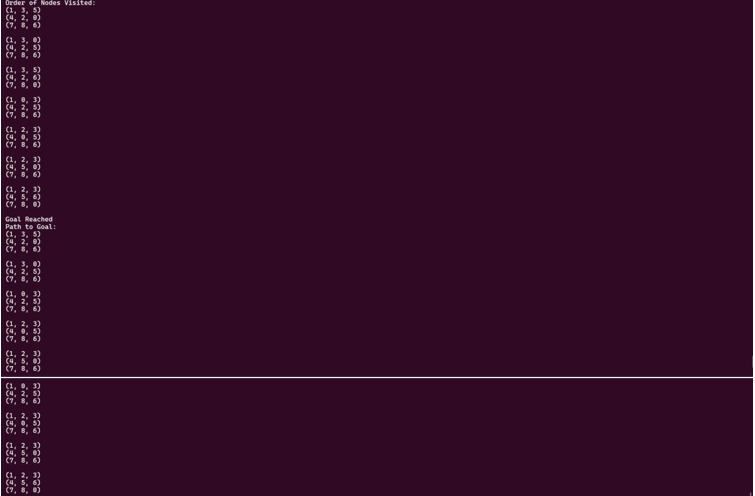 Order of Nodes Visited:
(1, 3, 5)
(4, 2, 0)
(7, 8, 6)
(1, 3, 0)
(4, 2, 5)
(7, 8, 6)
(1, 3, 5)
(4, 2, 6)
(7, 8, 0)
(1, 0, 3)
(4, 2, 5)
(7, 8, 6)
(1, 2, 3)
(4, 0, 5)
(7, 8, 6)
(1, 2, 3)
(4, 5, 0)
(7, 8, 6)
(1, 2, 3)
(4, 5, 6)
(7, 8, 0)
Goal Reached
Path to Goal:
(1, 3, 5)
(4, 2, 0)
(7, 8, 6)
(1, 3, 0)
(4, 2, 5)
(7, 8, 6)
(1, 0, 3)
(4, 2, 5)
(7, 8, 6)
(1, 2, 3)
(4, 0, 5)
(7, 8, 6)
(1, 2, 3)
(4, 5, 0)
(7, 8, 6)
(1, 0, 3)
(4, 2, 5)
(7, 8, 6)
(1, 2, 3)
(4, 0, 5)
(7, 8, 6)
(1, 2, 3)
(4, 5, 0)
(7, 8, 6)
(1, 2, 3)
(4, 5, 6)
(7, 8, 0)